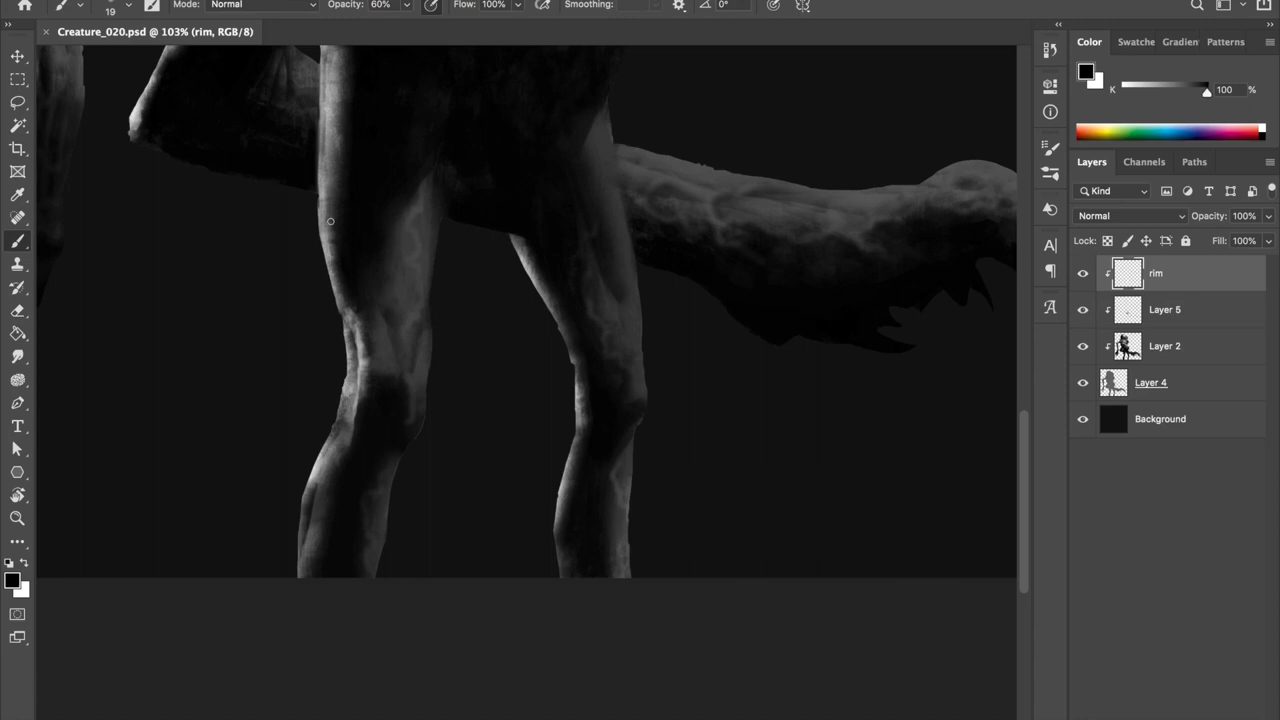 Mode: Normal Opacity: 60% Flow: 100% Smoothing: 0°
19
× Creature_020.psd @ 103% (rim, RGB/8)
Color Swatche Gradien Patterns
K 100 %
Layers Channels Paths
Kind
Normal Opacity: 100%
Lock: Fill: 100%
rim
Layer 5
Layer 2
Layer 4
Background